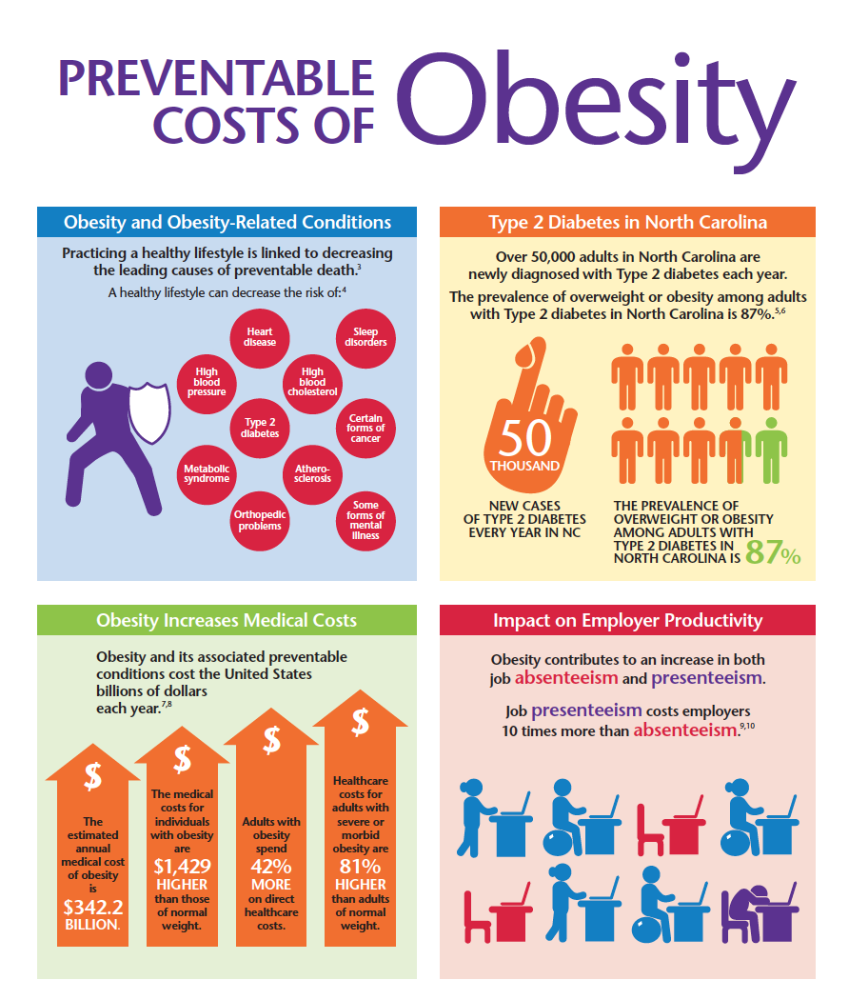 PREVENTABLE
COSTS OF
Obesity
Obesity and Obesity-Related Conditions
Practicing a healthy lifestyle is linked to decreasing
the leading causes of preventable death.³
A healthy lifestyle can decrease the risk of:⁴
Heart
disease
Sleep
disorders
High
blood
pressure
High
blood
cholesterol
Type 2
diabetes
Certain
forms of
cancer
Metabolic
syndrome
Athero-
sclerosis
Orthopedic
problems
Some
forms of
mental
illness
Type 2 Diabetes in North Carolina
Over 50,000 adults in North Carolina are
newly diagnosed with Type 2 diabetes each year.
The prevalence of overweight or obesity among adults
with Type 2 diabetes in North Carolina is 87%.⁵,⁶
50
THOUSAND
NEW CASES
OF TYPE 2 DIABETES
EVERY YEAR IN NC
THE PREVALENCE OF
OVERWEIGHT OR OBESITY
AMONG ADULTS WITH
TYPE 2 DIABETES IN
NORTH CAROLINA IS 87%
Obesity Increases Medical Costs
Obesity and its associated preventable
conditions cost the United States
billions of dollars
each year.⁷,⁸
$
The
estimated
annual
medical cost
of obesity
is
$342.2
BILLION.
$
The medical
costs for
individuals
with obesity
are
$1,429
HIGHER
than those
of normal
weight.
$
Adults with
obesity
spend
42%
MORE
on direct
healthcare
costs.
$
Healthcare
costs for
adults with
severe or
morbid
obesity are
81%
HIGHER
than adults
of normal
weight.
Impact on Employer Productivity
Obesity contributes to an increase in both
job absenteeism and presenteeism.
Job presenteeism costs employers
10 times more than absenteeism.⁹,¹⁰